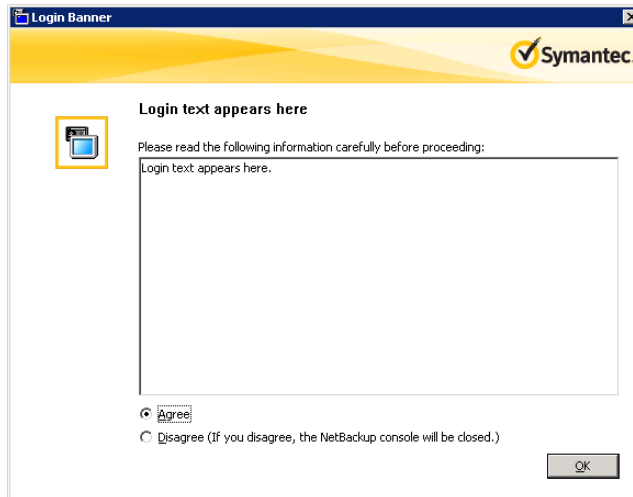 Login Banner
Symantec.
Login text appears here
Please read the following information carefully before proceeding:
Login text appears here.
Agree
Disagree (If you disagree, the NetBackup console will be closed.)
OK